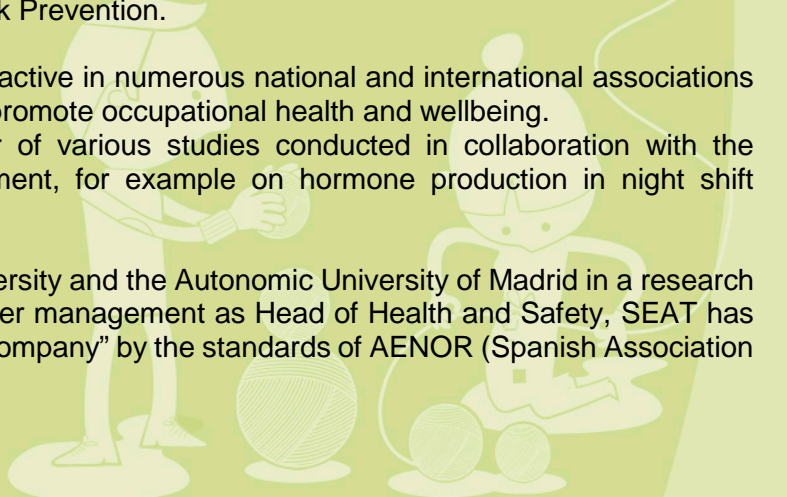 k Prevention.
active in numerous national and international associations
promote occupational health and wellbeing.
r of various studies conducted in collaboration with the
ment, for example on hormone production in night shift
ersity and the Autonomic University of Madrid in a research
er management as Head of Health and Safety, SEAT has
ompany” by the standards of AENOR (Spanish Association